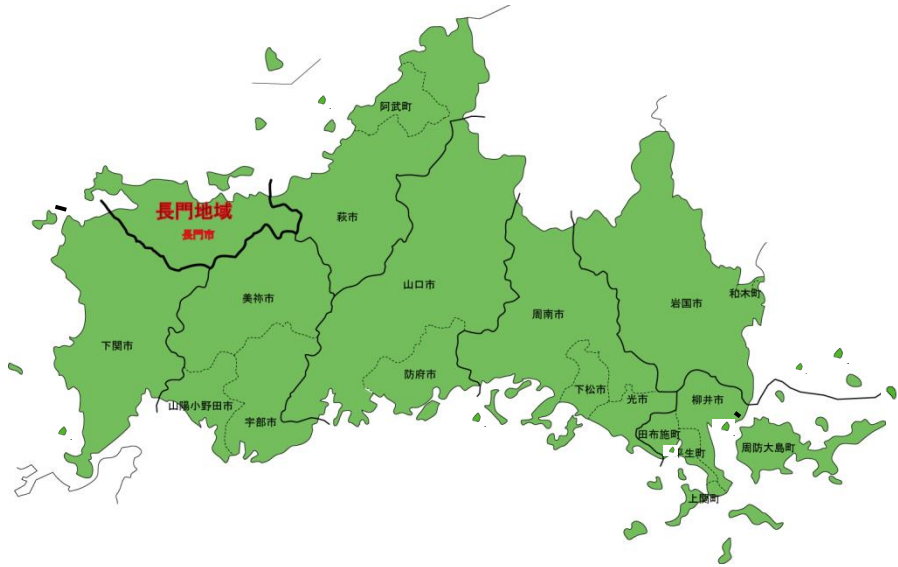 阿武町
長門地域
長門市
萩市
山口市
美祢市
周南市
岩国市
和木町
下関市
防府市
下松市
光市
柳井市
山陽小野田市
宇部市
田布施町
生町
周防大島町
上関町